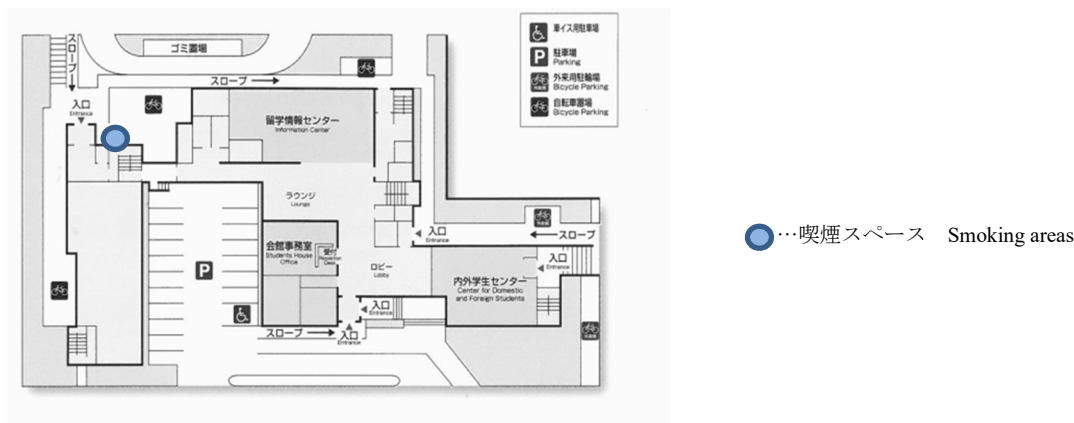 車イス用駐車場
P 駐車場
Parking
外来用駐輪場
Bicycle Parking
自転車置場
Bicycle Parking
スロープ
ゴミ置場
スロープ
入口
Entrance
留学情報センター
Information Center
ラウンジ
Lounge
入口
Entrance
スロープ
会館事務室
Students House
Office
受付
Reception
Desk
ロビー
Lobby
P
内外学生センター
Center for Domestic
and Foreign Students
入口
Entrance
入口
Entrance
スロープ
入口
Entrance
…喫煙スペース Smoking areas